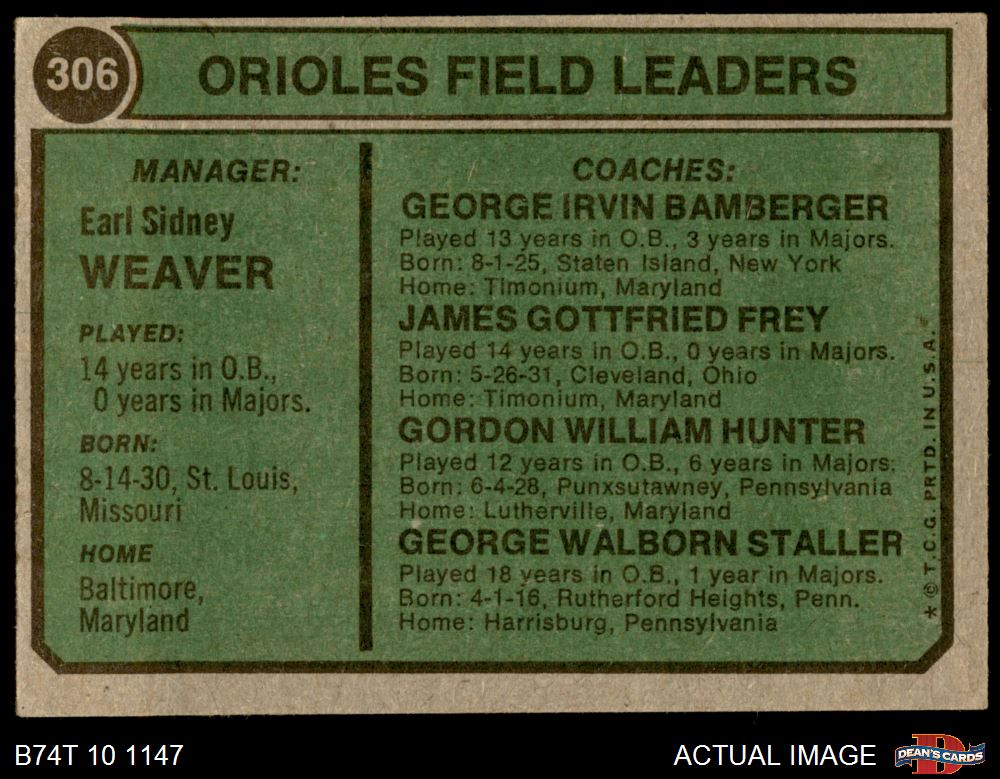 306
ORIOLES FIELD LEADERS
MANAGER:
Earl Sidney
WEAVER
PLAYED:
14 years in O.B.,
0 years in Majors.
BORN:
8-14-30, St. Louis,
Missouri
HOME
Baltimore,
Maryland
COACHES:
GEORGE IRVIN BAMBERGER
Played 13 years in O.B., 3 years in Majors.
Born: 8-1-25, Staten Island, New York
Home: Timonium, Maryland
JAMES GOTTFRIED FREY
Played 14 years in O.B., 0 years in Majors.
Born: 5-26-31, Cleveland, Ohio
Home: Timonium, Maryland
GORDON WILLIAM HUNTER
Played 12 years in O.B., 6 years in Majors.
Born: 6-4-28, Punxsutawney, Pennsylvania
Home: Lutherville, Maryland
GEORGE WALBORN STALLER
Played 18 years in O.B., 1 year in Majors.
Born: 4-1-16, Rutherford Heights, Penn.
Home: Harrisburg, Pennsylvania
* © T.C.G. PRTD. IN U.S.A.
B74T 10 1147
ACTUAL IMAGE
DEAN'S CARDS